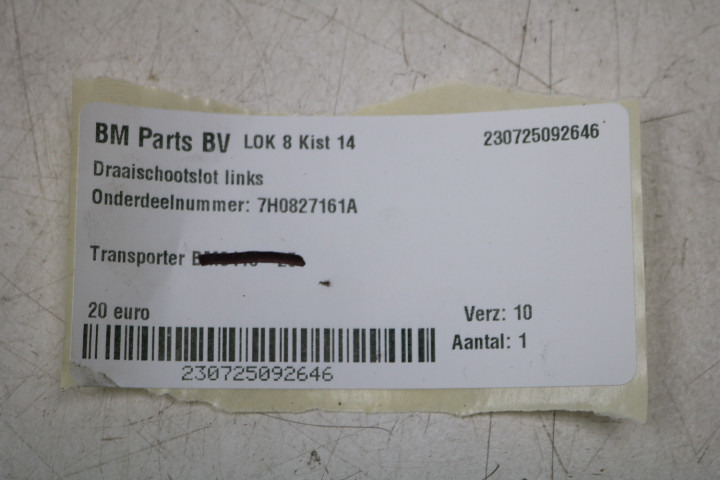 BM Parts BV LOK 8 Kist 14 230725092646
Draaischootslot links
Onderdeelnummer: 7H0827161A
Transporter
20 euro Verz: 10
Aantal: 1
230725092646